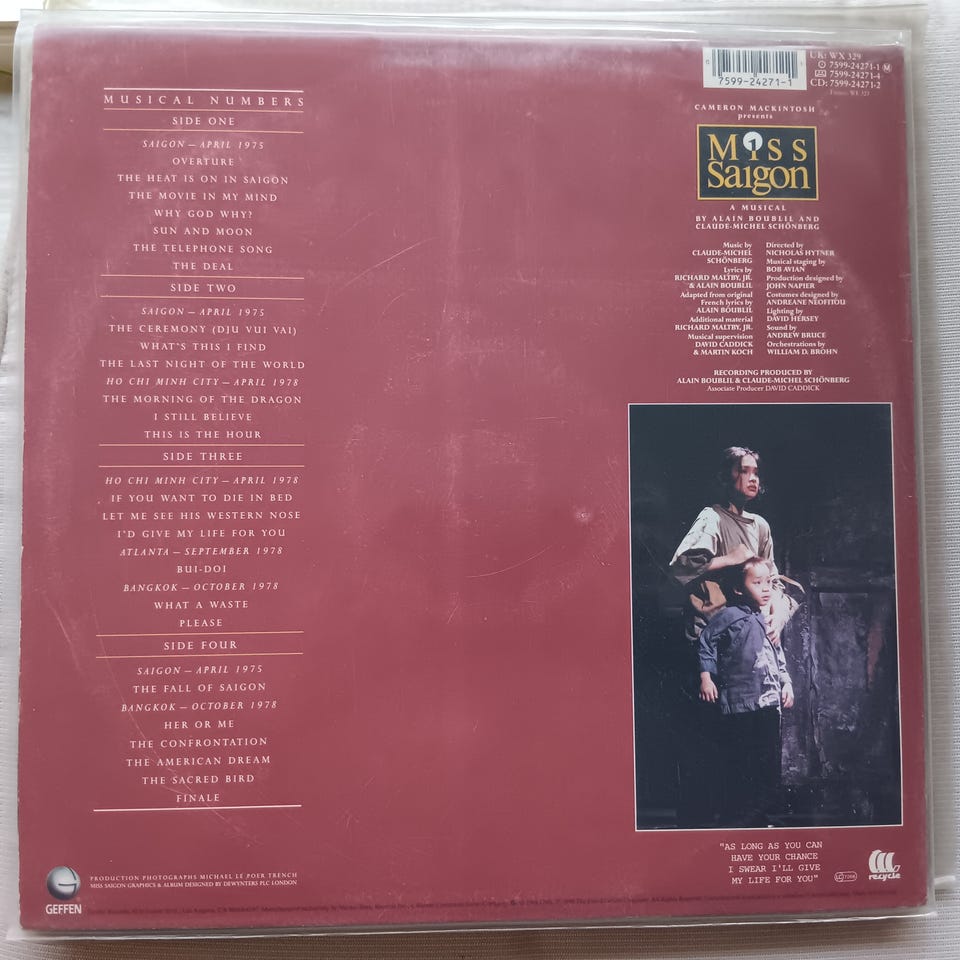 MUSICAL NUMBERS
SIDE ONE
SAIGON — APRIL 1975
OVERTURE
THE HEAT IS ON IN SAIGON
THE MOVIE IN MY MIND
WHY GOD WHY?
SUN AND MOON
THE TELEPHONE SONG
THE DEAL
SIDE TWO
SAIGON — APRIL 1975
THE CEREMONY (DJU VUI VAI)
WHAT'S THIS I FIND
THE LAST NIGHT OF THE WORLD
HO CHI MINH CITY — APRIL 1978
THE MORNING OF THE DRAGON
I STILL BELIEVE
THIS IS THE HOUR
SIDE THREE
HO CHI MINH CITY — APRIL 1978
IF YOU WANT TO DIE IN BED
LET ME SEE HIS WESTERN NOSE
I'D GIVE MY LIFE FOR YOU
ATLANTA — SEPTEMBER 1978
BUI-DOI
BANGKOK — OCTOBER 1978
WHAT A WASTE
PLEASE
SIDE FOUR
SAIGON — APRIL 1975
THE FALL OF SAIGON
BANGKOK — OCTOBER 1978
HER OR ME
THE CONFRONTATION
THE AMERICAN DREAM
THE SACRED BIRD
FINALE
GEFFEN
PRODUCTION PHOTOGRAPHS MICHAEL LE POER TRENCH
MISS SAIGON GRAPHICS & ALBUM DESIGNED BY DEWYNTERS PLC LONDON
7599-24271-1
UK: WX 329
7599-24271-1 M
7599-24271-4
CD: 7599-24271-2
France: WE 323
CAMERON MACKINTOSH
presents
MISS
Saigon
1
A MUSICAL
BY ALAIN BOUBLIL AND
CLAUDE-MICHEL SCHÖNBERG
Music by
CLAUDE-MICHEL
SCHÖNBERG
Lyrics by
RICHARD MALTBY, JR.
& ALAIN BOUBLIL
Adapted from original
French lyrics by
ALAIN BOUBLIL
Additional material
RICHARD MALTBY, JR.
Musical supervision
DAVID CADDICK
& MARTIN KOCH
Directed by
NICHOLAS HYTNER
Musical staging by
BOB AVIAN
Production designed by
JOHN NAPIER
Costumes designed by
ANDREANE NEOFITOU
Lighting by
DAVID HERSEY
Sound by
ANDREW BRUCE
Orchestrations by
WILLIAM D. BROHN
RECORDING PRODUCED BY
ALAIN BOUBLIL & CLAUDE-MICHEL SCHÖNBERG
Associate Producer DAVID CADDICK
"AS LONG AS YOU CAN
HAVE YOUR CHANCE
I SWEAR I'LL GIVE
MY LIFE FOR YOU"
LC 7266
recycle